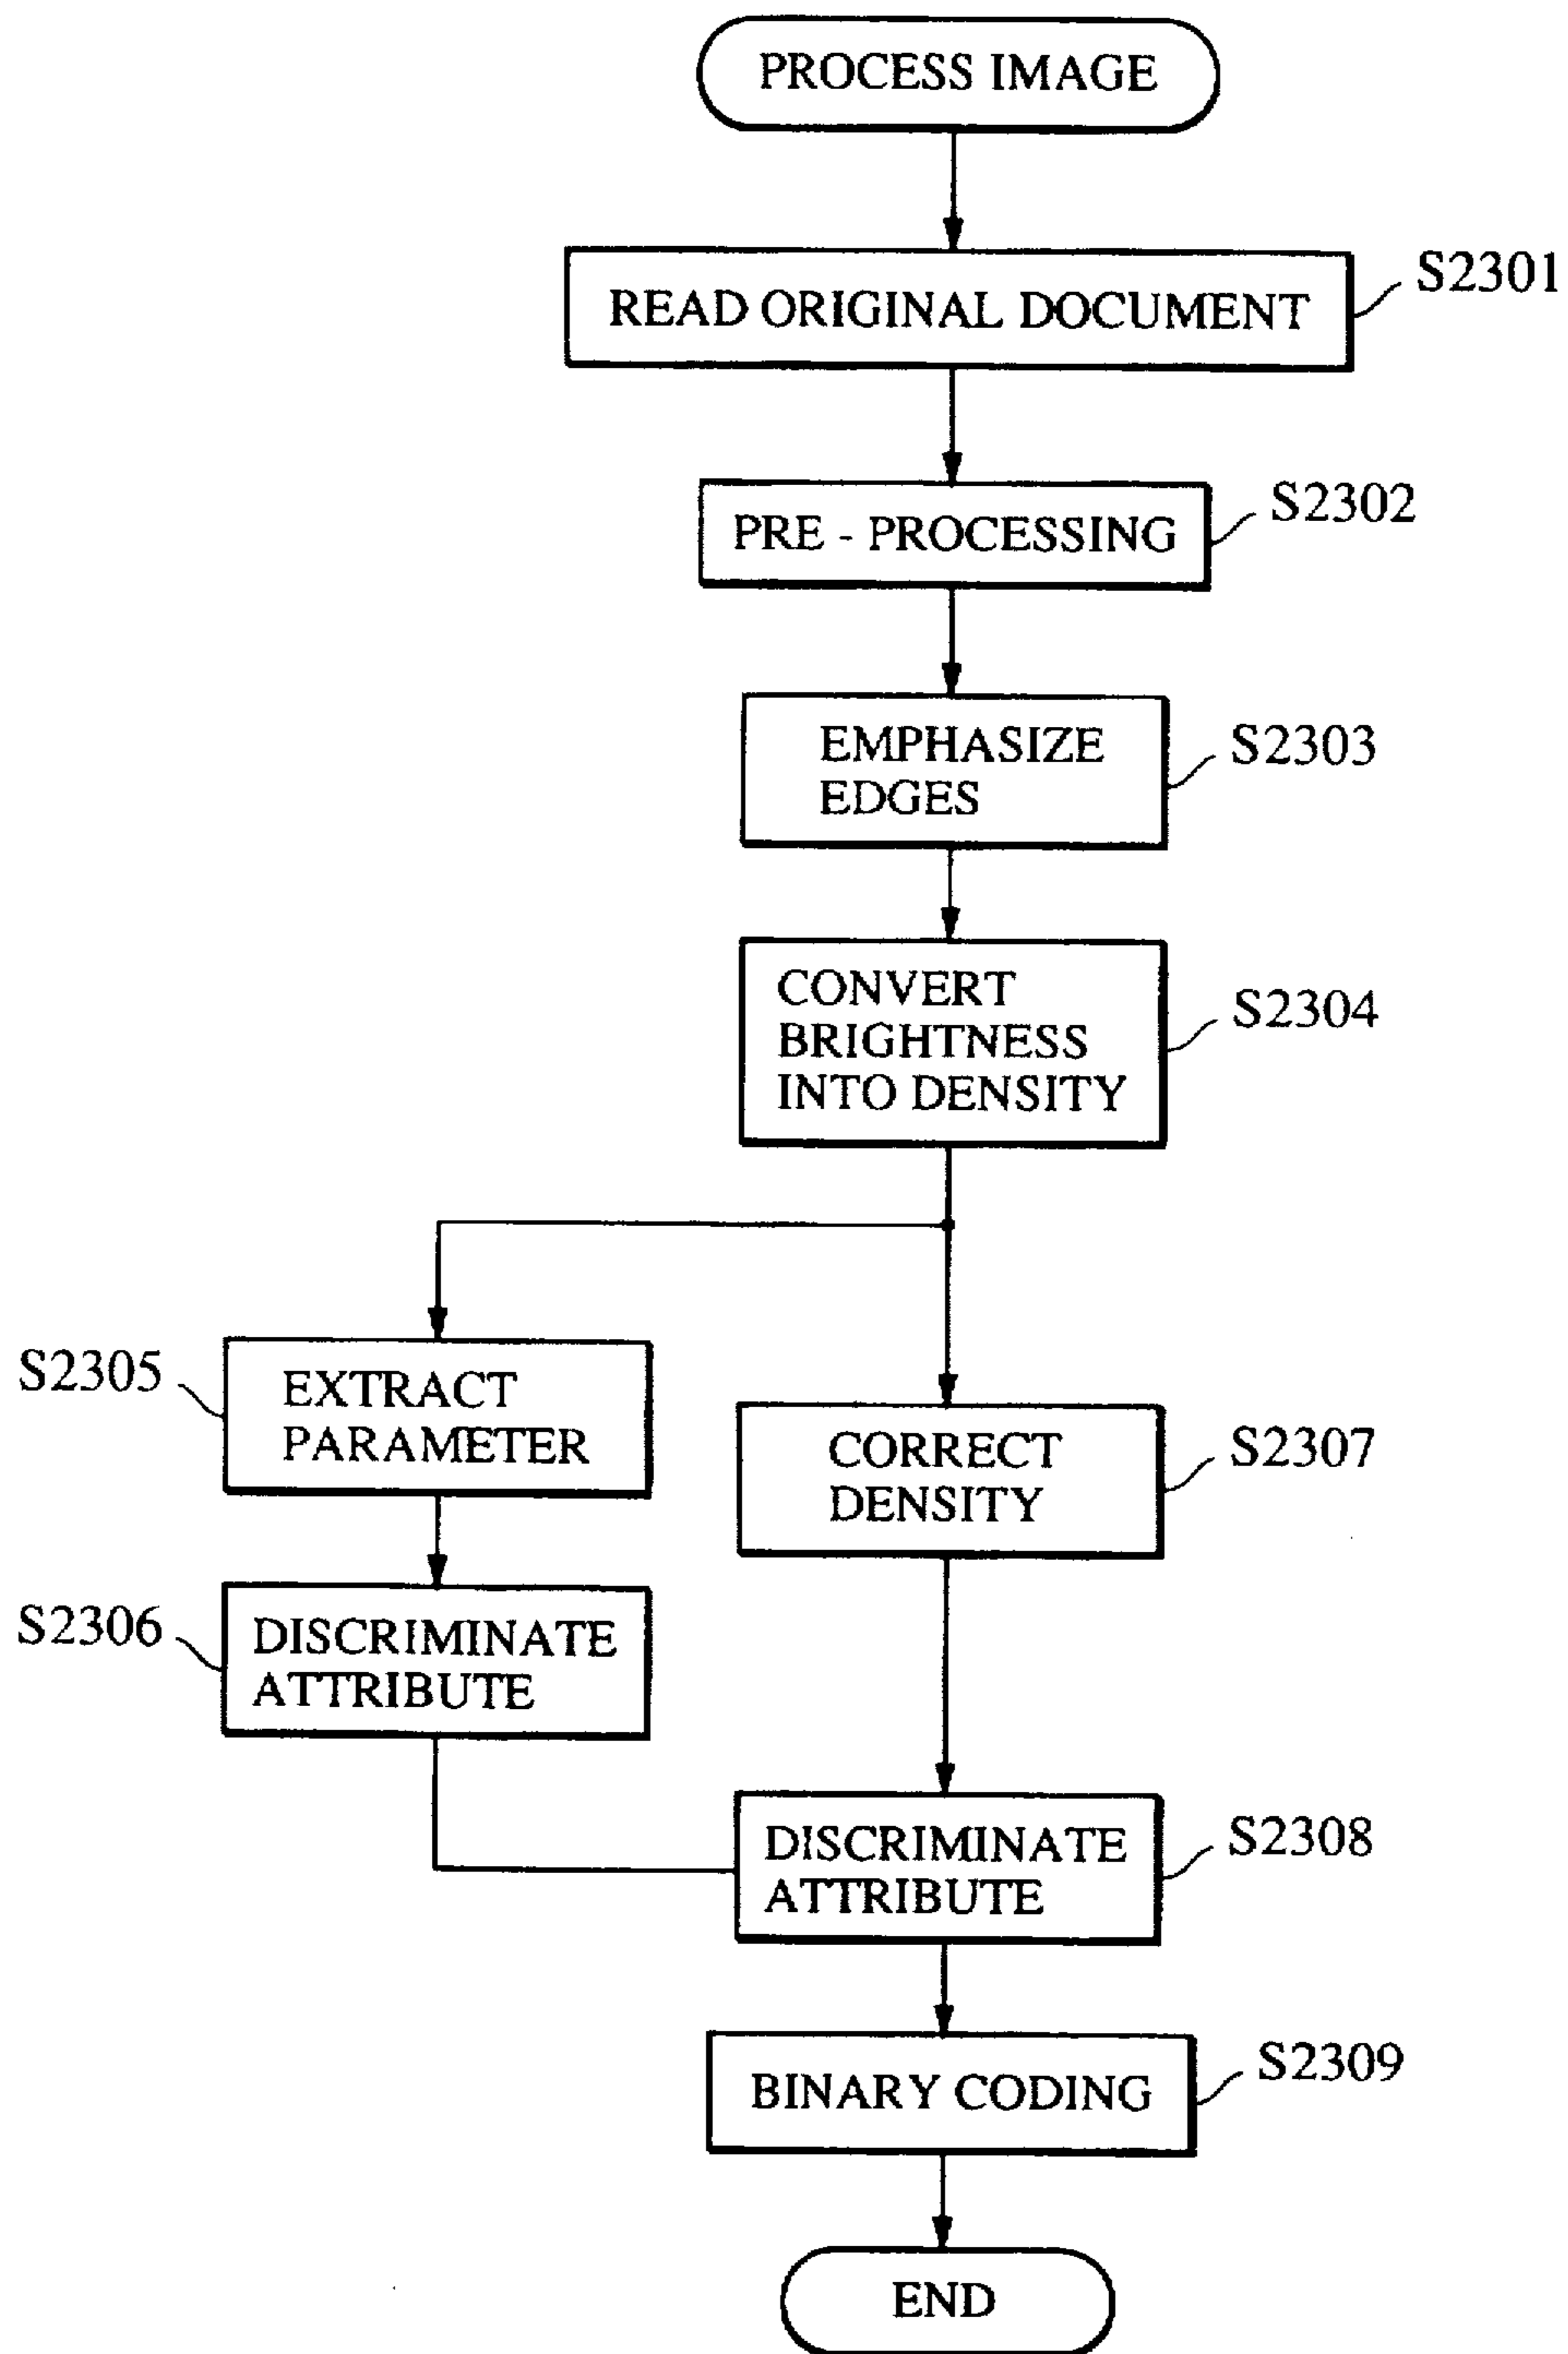 PROCESS IMAGE
READ ORIGINAL DOCUMENT
S2301
PRE - PROCESSING
S2302
EMPHASIZE
EDGES
S2303
CONVERT
BRIGHTNESS
INTO DENSITY
S2304
S2305
EXTRACT
PARAMETER
CORRECT
DENSITY
S2307
S2306
DISCRIMINATE
ATTRIBUTE
DISCRIMINATE
ATTRIBUTE
S2308
BINARY CODING
S2309
END